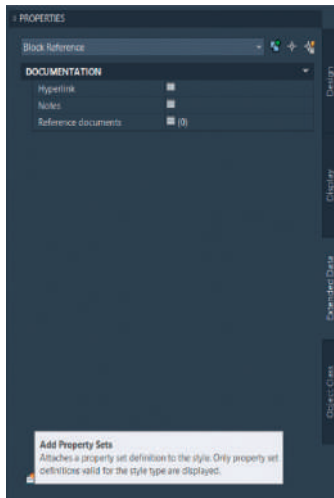 PROPERTIES
Block Reference
DOCUMENTATION
Hyperlink
Notes
Reference documents (0)
Design
Display
Extended Data
Object Class
Add Property Sets
Attaches a property set definition to the style. Only property set
definitions valid for the style type are displayed.